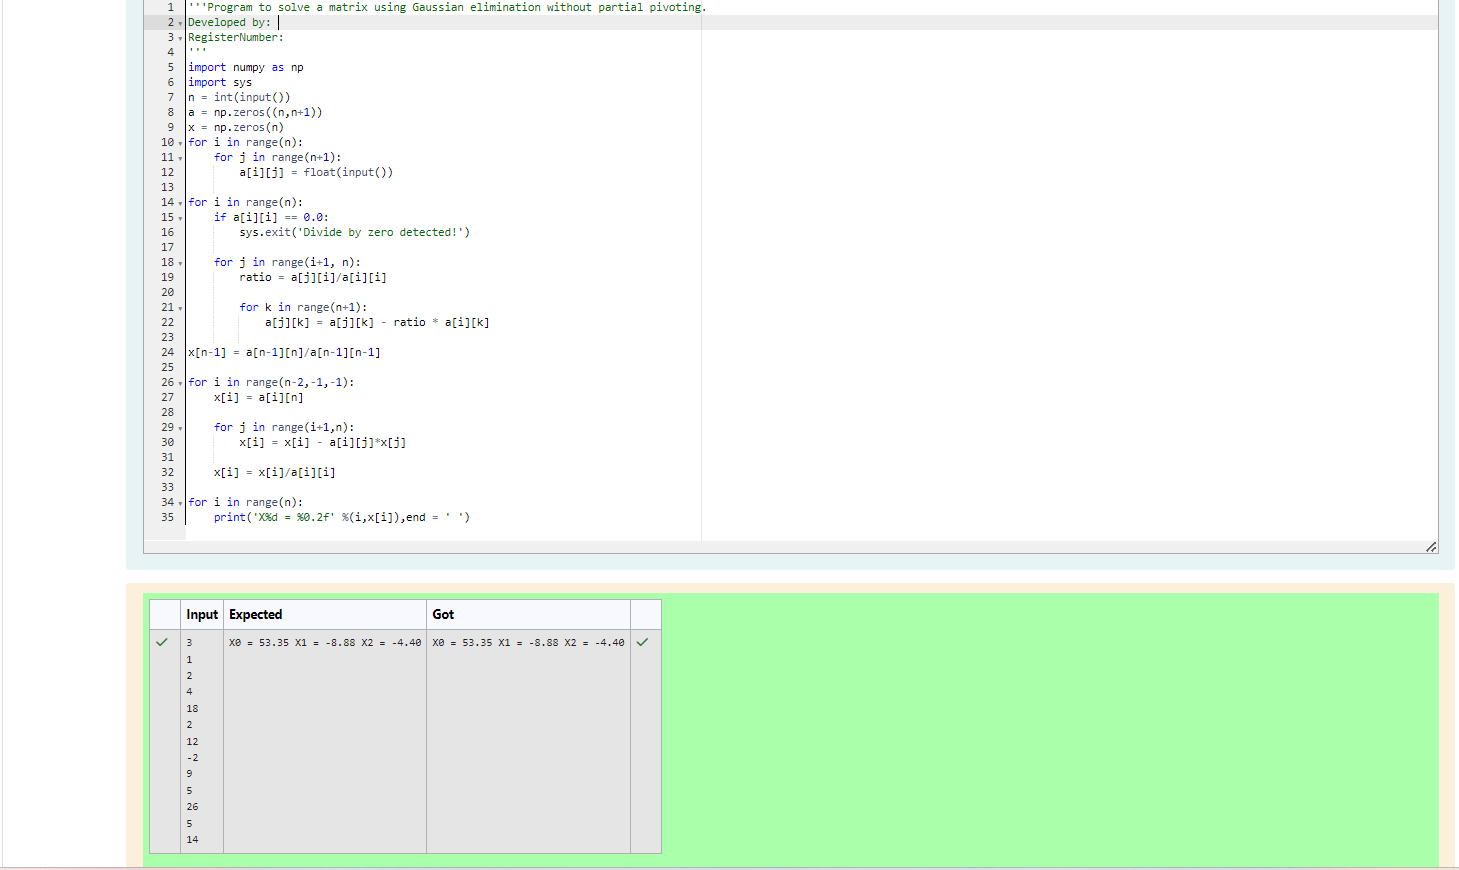 1 '''Program to solve a matrix using Gaussian elimination without partial pivoting.
2 Developed by:
3 RegisterNumber:
4 '''
5 import numpy as np
6 import sys
7 n = int(input())
8 a = np.zeros((n,n+1))
9 x = np.zeros(n)
10 for i in range(n):
11     for j in range(n+1):
12         a[i][j] = float(input())
13
14 for i in range(n):
15     if a[i][i] == 0.0:
16         sys.exit('Divide by zero detected!')
17
18     for j in range(i+1, n):
19         ratio = a[j][i]/a[i][i]
20
21         for k in range(n+1):
22             a[j][k] = a[j][k] - ratio * a[i][k]
23
24 x[n-1] = a[n-1][n]/a[n-1][n-1]
25
26 for i in range(n-2,-1,-1):
27     x[i] = a[i][n]
28
29     for j in range(i+1,n):
30         x[i] = x[i] - a[i][j]*x[j]
31
32     x[i] = x[i]/a[i][i]
33
34 for i in range(n):
35     print('X%d = %0.2f' %(i,x[i]),end = ' ')
Input Expected Got
3 X0 = 53.35 X1 = -8.88 X2 = -4.40 X0 = 53.35 X1 = -8.88 X2 = -4.40
1
2
4
18
2
12
-2
9
5
26
5
14